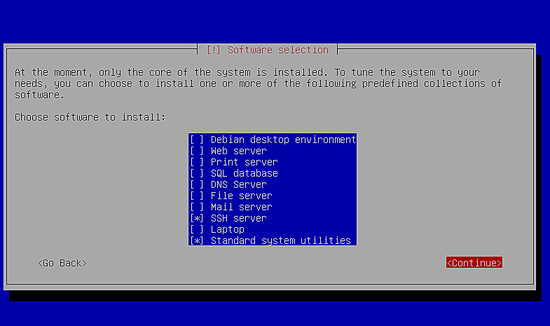 [!] Software selection
At the moment, only the core of the system is installed. To tune the system to your
needs, you can choose to install one or more of the following predefined collections of
software.
Choose software to install:
[ ] Debian desktop environment
[ ] Web server
[ ] Print server
[ ] SQL database
[ ] DNS Server
[ ] File server
[ ] Mail server
[*] SSH server
[ ] Laptop
[*] Standard system utilities
<Go Back> <Continue>